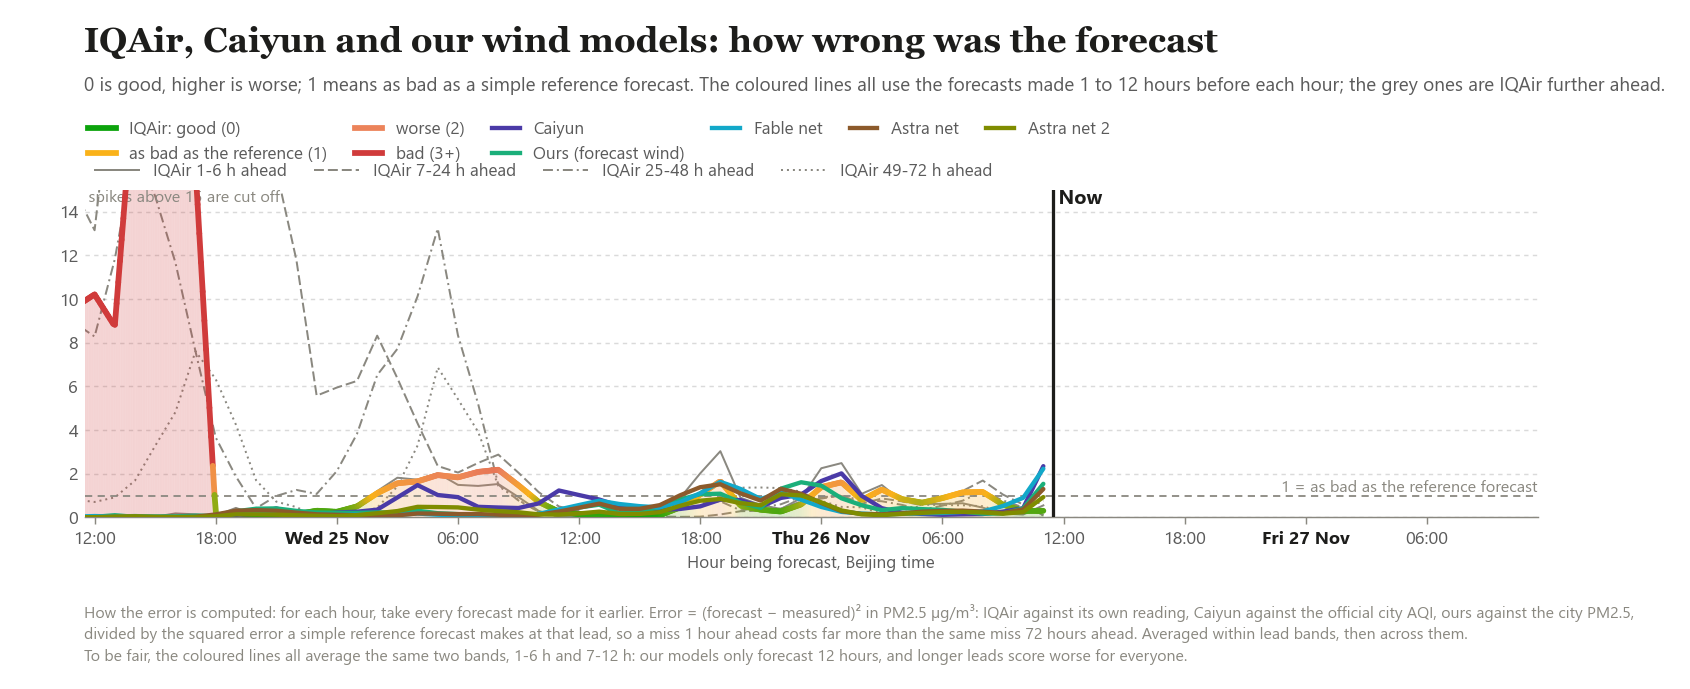 IQAir, Caiyun and our wind models: how wrong was the forecast
0 is good, higher is worse; 1 means as bad as a simple reference forecast. The coloured lines all use the forecasts made 1 to 12 hours before each hour; the grey ones are IQAir further ahead.
IQAir: good (0) worse (2) Caiyun Fable net Astra net Astra net 2
as bad as the reference (1) bad (3+) Ours (forecast wind)
IQAir 1-6 h ahead IQAir 7-24 h ahead IQAir 25-48 h ahead IQAir 49-72 h ahead
spikes above 15 are cut off
Now
14
12
10
8
6
4
2
1 = as bad as the reference forecast
0
12:00 18:00 Wed 25 Nov 06:00 12:00 18:00 Thu 26 Nov 06:00 12:00 18:00 Fri 27 Nov 06:00
Hour being forecast, Beijing time
How the error is computed: for each hour, take every forecast made for it earlier. Error = (forecast − measured)² in PM2.5 µg/m³: IQAir against its own reading, Caiyun against the official city AQI, ours against the city PM2.5,
divided by the squared error a simple reference forecast makes at that lead, so a miss 1 hour ahead costs far more than the same miss 72 hours ahead. Averaged within lead bands, then across them.
To be fair, the coloured lines all average the same two bands, 1-6 h and 7-12 h: our models only forecast 12 hours, and longer leads score worse for everyone.